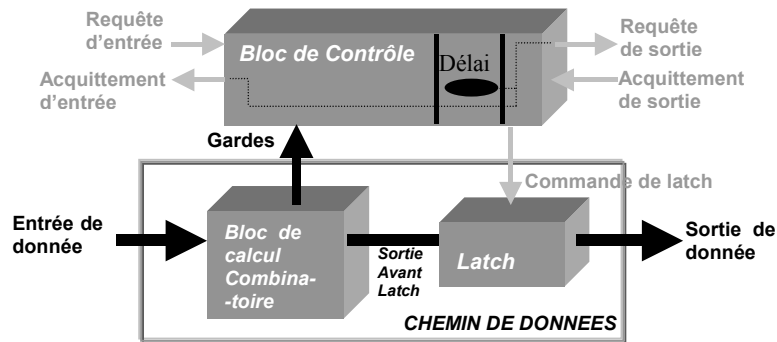 Requête
d'entrée
Bloc de Contrôle
Délai
Requête
de sortie
Acquittement
d'entrée
Acquittement
de sortie
Gardes
Commande de latch
Entrée de
donnée
Bloc de
calcul
Combina-
-toire
Sortie
Avant
Latch
Latch
Sortie de
donnée
CHEMIN DE DONNEES